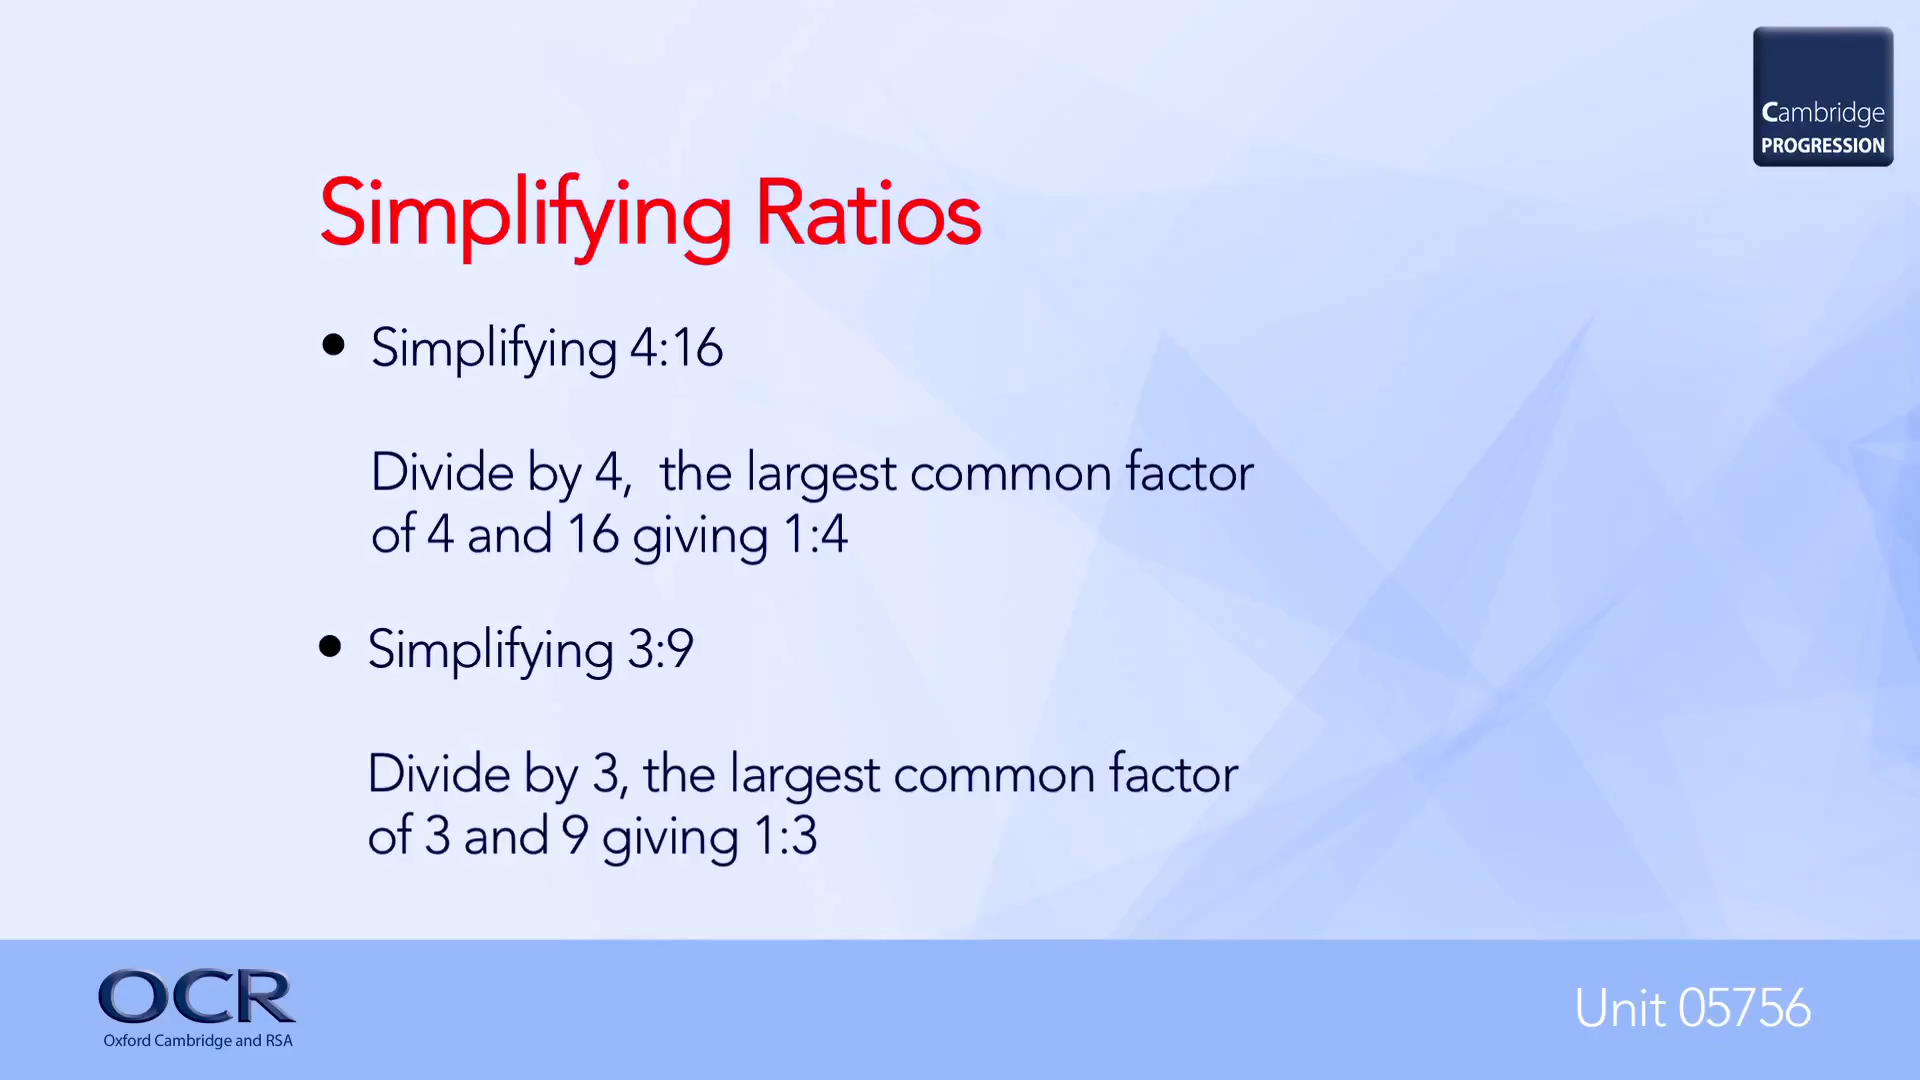 Cambridge
PROGRESSION
Simplifying Ratios
• Simplifying 4:16
Divide by 4, the largest common factor
of 4 and 16 giving 1:4
• Simplifying 3:9
Divide by 3, the largest common factor
of 3 and 9 giving 1:3
OCR
Oxford Cambridge and RSA
Unit 05756